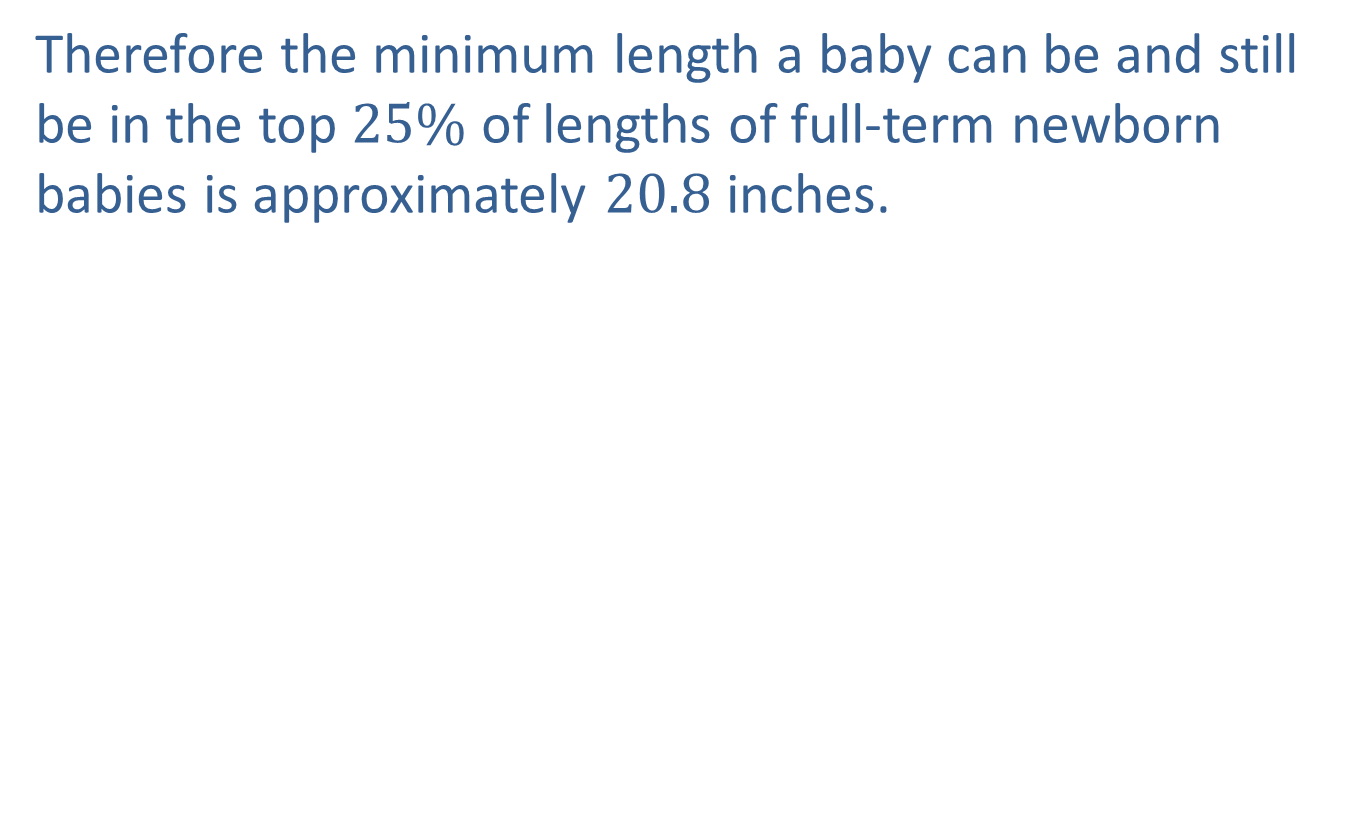 Therefore the minimum length a baby can be and still
be in the top 25% of lengths of full-term newborn
babies is approximately 20.8 inches.